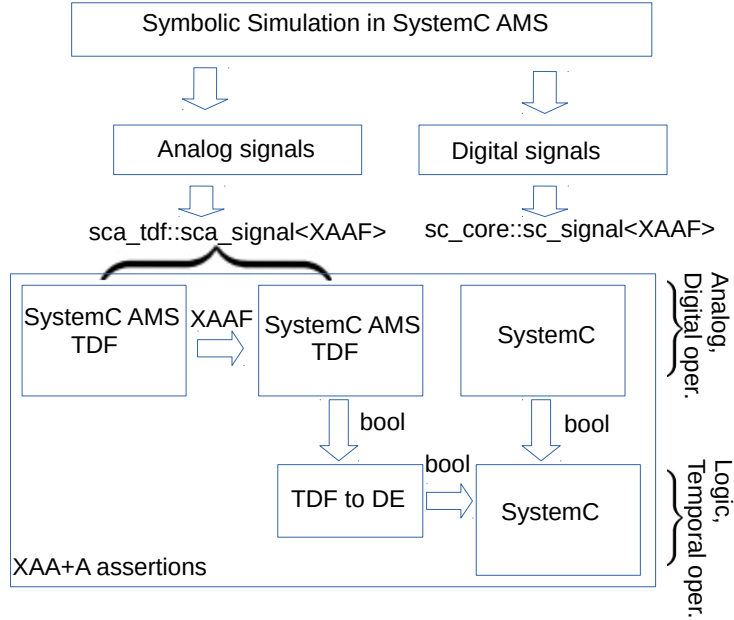 Symbolic Simulation in SystemC AMS
Analog signals
Digital signals
sca_tdf::sca_signal<XAAF>
sc_core::sc_signal<XAAF>
SystemC AMS
TDF
XAAF
SystemC AMS
TDF
SystemC
Analog,
Digital oper.
bool
bool
bool
TDF to DE
SystemC
Logic,
Temporal oper.
XAA+A assertions